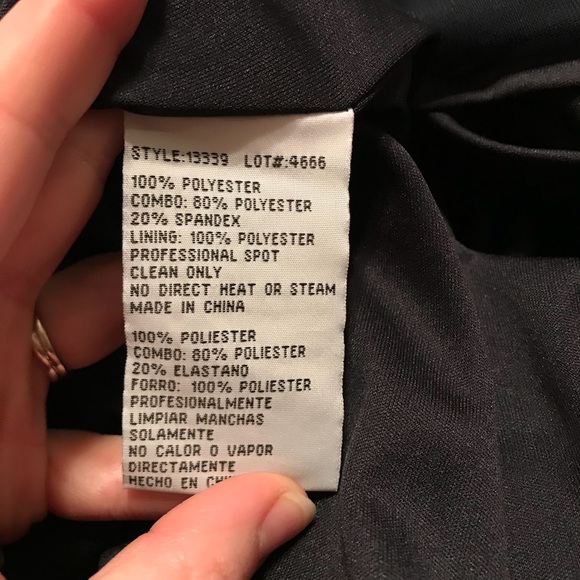 STYLE:13339 LOT#:4666
100% POLYESTER
COMBO: 80% POLYESTER
20% SPANDEX
LINING: 100% POLYESTER
PROFESSIONAL SPOT
CLEAN ONLY
NO DIRECT HEAT OR STEAM
MADE IN CHINA
100% POLIESTER
COMBO: 80% POLIESTER
20% ELASTANO
FORRO: 100% POLIESTER
PROFESIONALMENTE
LIMPIAR MANCHAS
SOLAMENTE
NO CALOR O VAPOR
DIRECTAMENTE
HECHO EN